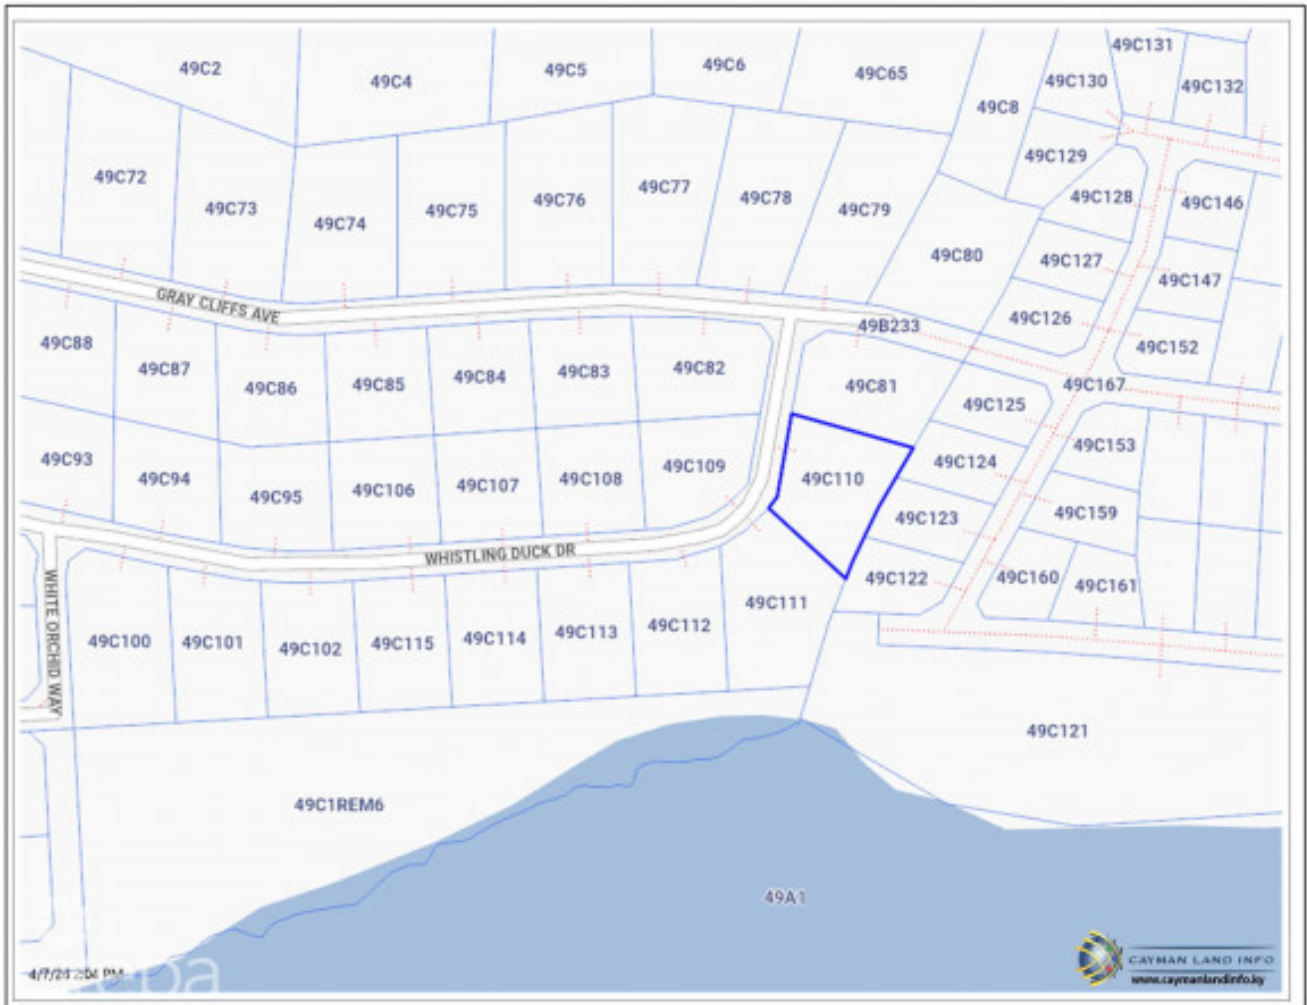 49C2
49C4
49C5
49C6
49C65
49C8
49C130
49C131
49C132
49C129
49C128
49C146
49C72
49C73
49C74
49C75
49C76
49C77
49C78
49C79
49C80
49C127
49C147
49C126
49C152
GRAY CLIFFS AVE
49B233
49C88
49C87
49C86
49C85
49C84
49C83
49C82
49C81
49C125
49C167
49C93
49C94
49C95
49C106
49C107
49C108
49C109
49C110
49C124
49C153
49C123
49C159
WHISTLING DUCK DR
49C122
49C160
49C161
WHITE ORCHID WAY
49C100
49C101
49C102
49C115
49C114
49C113
49C112
49C111
49C121
49C1REM6
49A1
CAYMAN LAND INFO
www.caymanlandinfo.ky